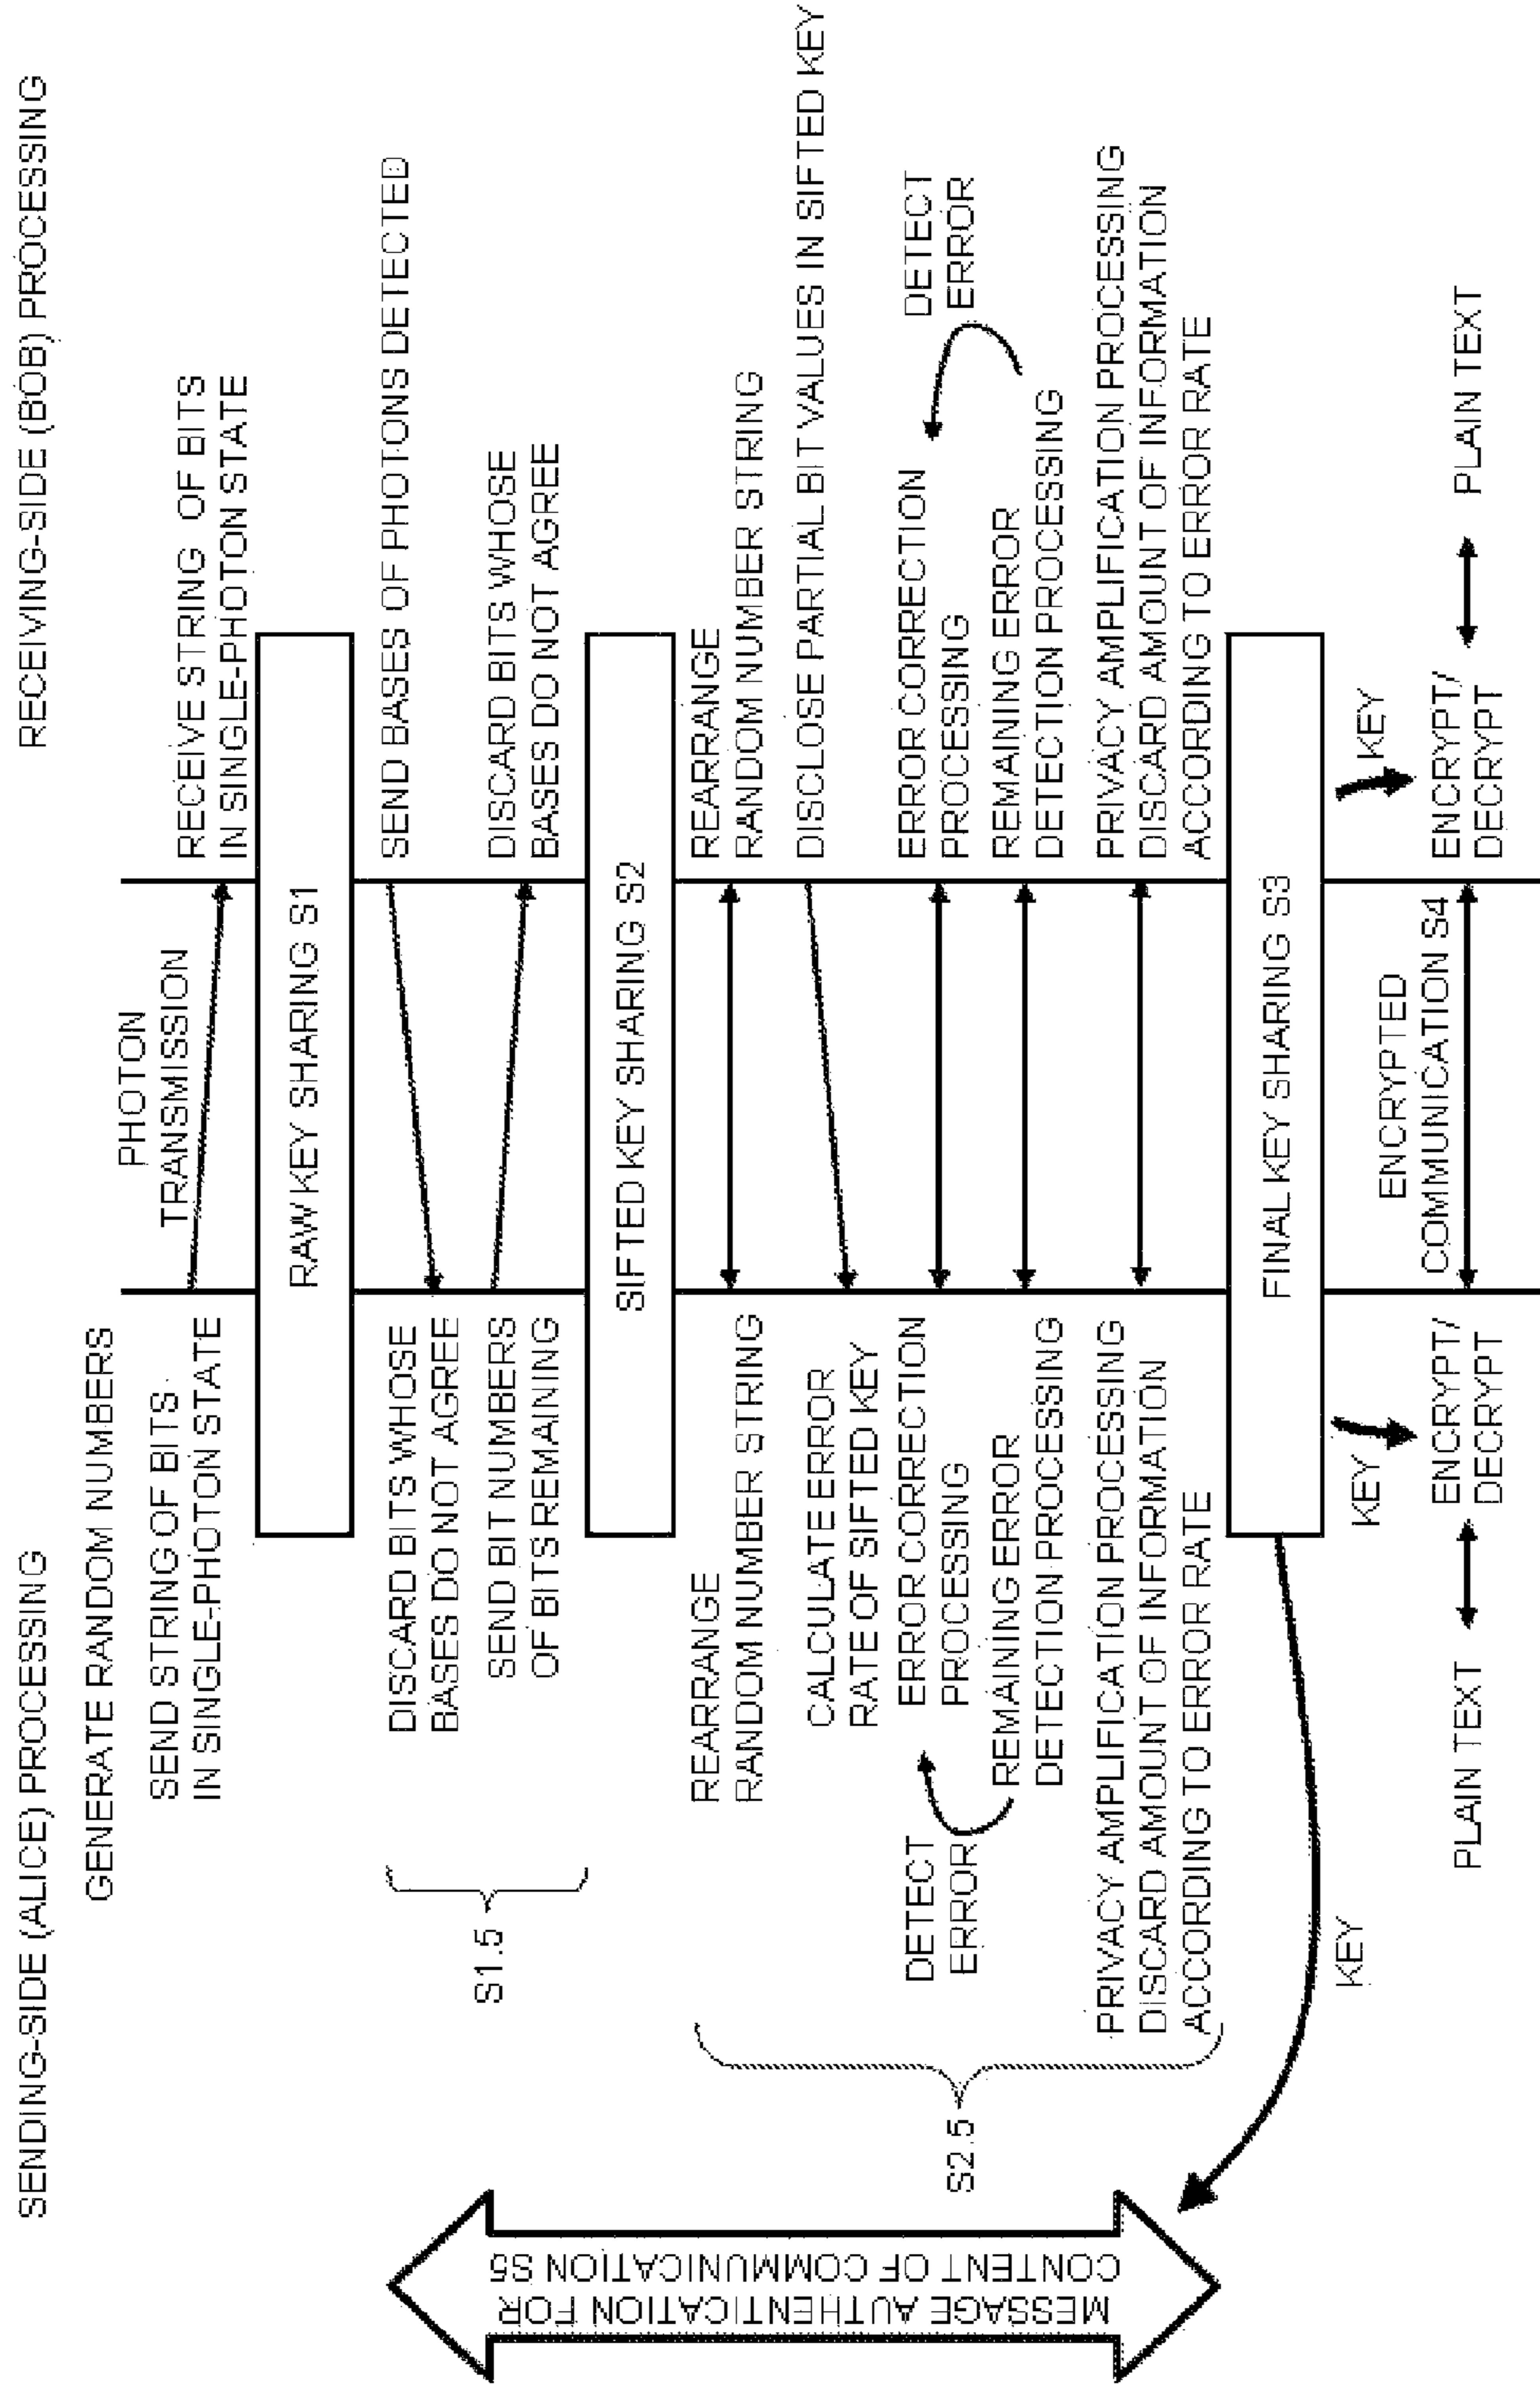 SENDING-SIDE (ALICE) PROCESSING
RECEIVING-SIDE (BOB) PROCESSING
GENERATE RANDOM NUMBERS
SEND STRING OF BITS
IN SINGLE-PHOTON STATE
PHOTON
TRANSMISSION
RECEIVE STRING OF BITS
IN SINGLE-PHOTON STATE
RAW KEY SHARING S1
S1.5
DISCARD BITS WHOSE
BASES DO NOT AGREE
SEND BASES OF PHOTONS DETECTED
SEND BIT NUMBERS
OF BITS REMAINING
DISCARD BITS WHOSE
BASES DO NOT AGREE
SIFTED KEY SHARING S2
REARRANGE
RANDOM NUMBER STRING
REARRANGE
RANDOM NUMBER STRING
CALCULATE ERROR
RATE OF SIFTED KEY
DISCLOSE PARTIAL BIT VALUES IN SIFTED KEY
DETECT
ERROR
ERROR CORRECTION
PROCESSING
ERROR CORRECTION
PROCESSING
DETECT
ERROR
S2.5
REMAINING ERROR
DETECTION PROCESSING
REMAINING ERROR
DETECTION PROCESSING
PRIVACY AMPLIFICATION PROCESSING
DISCARD AMOUNT OF INFORMATION
ACCORDING TO ERROR RATE
PRIVACY AMPLIFICATION PROCESSING
DISCARD AMOUNT OF INFORMATION
ACCORDING TO ERROR RATE
MESSAGE AUTHENTICATION FOR
CONTENT OF COMMUNICATION S5
FINAL KEY SHARING S3
KEY
KEY
KEY
ENCRYPTED
COMMUNICATION S4
PLAIN TEXT
ENCRYPT/
DECRYPT
ENCRYPT/
DECRYPT
PLAIN TEXT